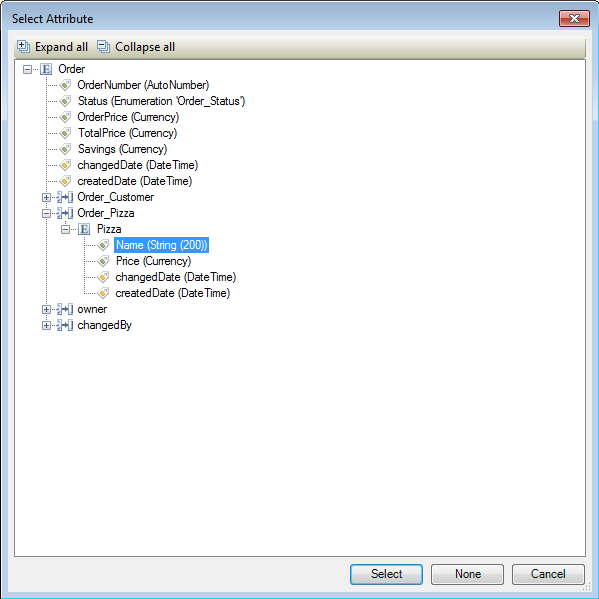 Select Attribute
Expand all Collapse all
E Order
OrderNumber (AutoNumber)
Status (Enumeration 'Order_Status')
OrderPrice (Currency)
TotalPrice (Currency)
Savings (Currency)
changedDate (DateTime)
createdDate (DateTime)
Order_Customer
Order_Pizza
E Pizza
Name (String (200))
Price (Currency)
changedDate (DateTime)
createdDate (DateTime)
owner
changedBy
Select None Cancel